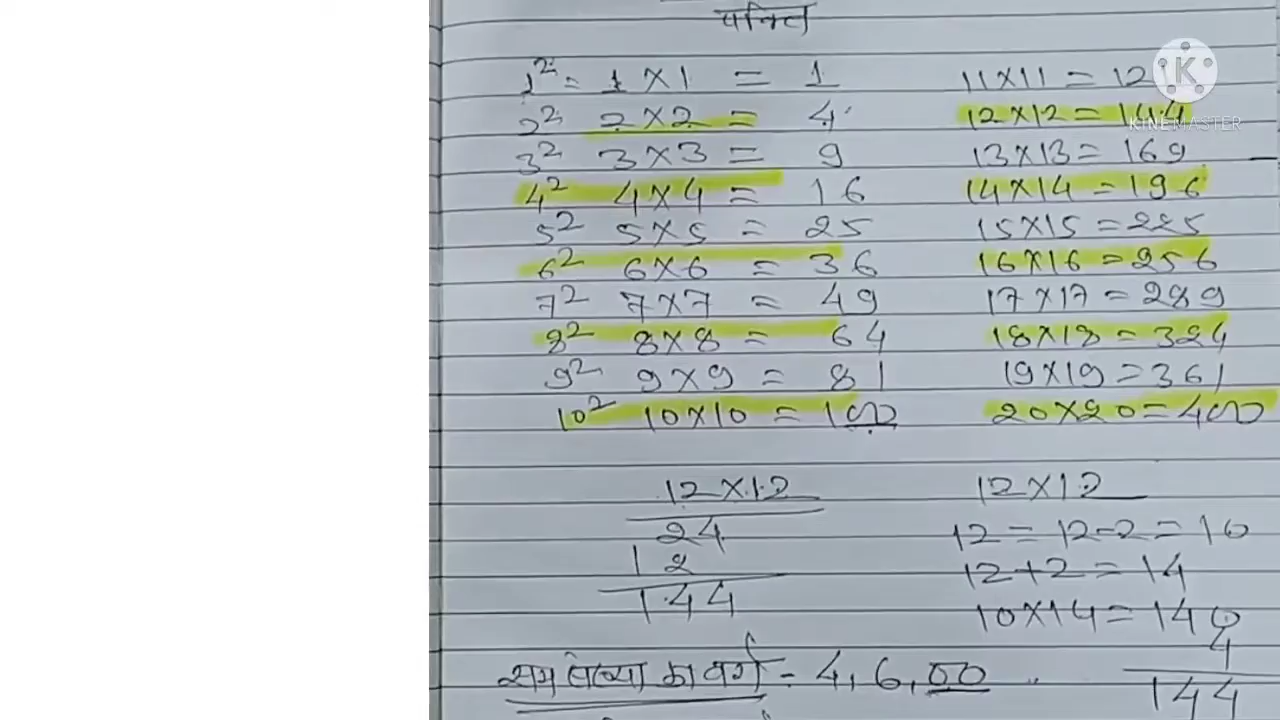 1² = 1 × 1 = 1
2² 2 × 2 = 4
3² 3 × 3 = 9
4² 4 × 4 = 16
5² 5 × 5 = 25
6² 6 × 6 = 36
7² 7 × 7 = 49
8² 8 × 8 = 64
9² 9 × 9 = 81
10² 10 × 10 = 100
11 × 11 = 121
12 × 12 = 144
13 × 13 = 169
14 × 14 = 196
15 × 15 = 225
16 × 16 = 256
17 × 17 = 289
18 × 18 = 324
19 × 19 = 361
20 × 20 = 400
KINEMASTER
12 × 12
24
12
144
12 × 12
12 = 12 - 2 = 10
12 + 2 = 14
10 × 14 = 140
4
144
सम संख्या का वर्ग = 4, 6, 00